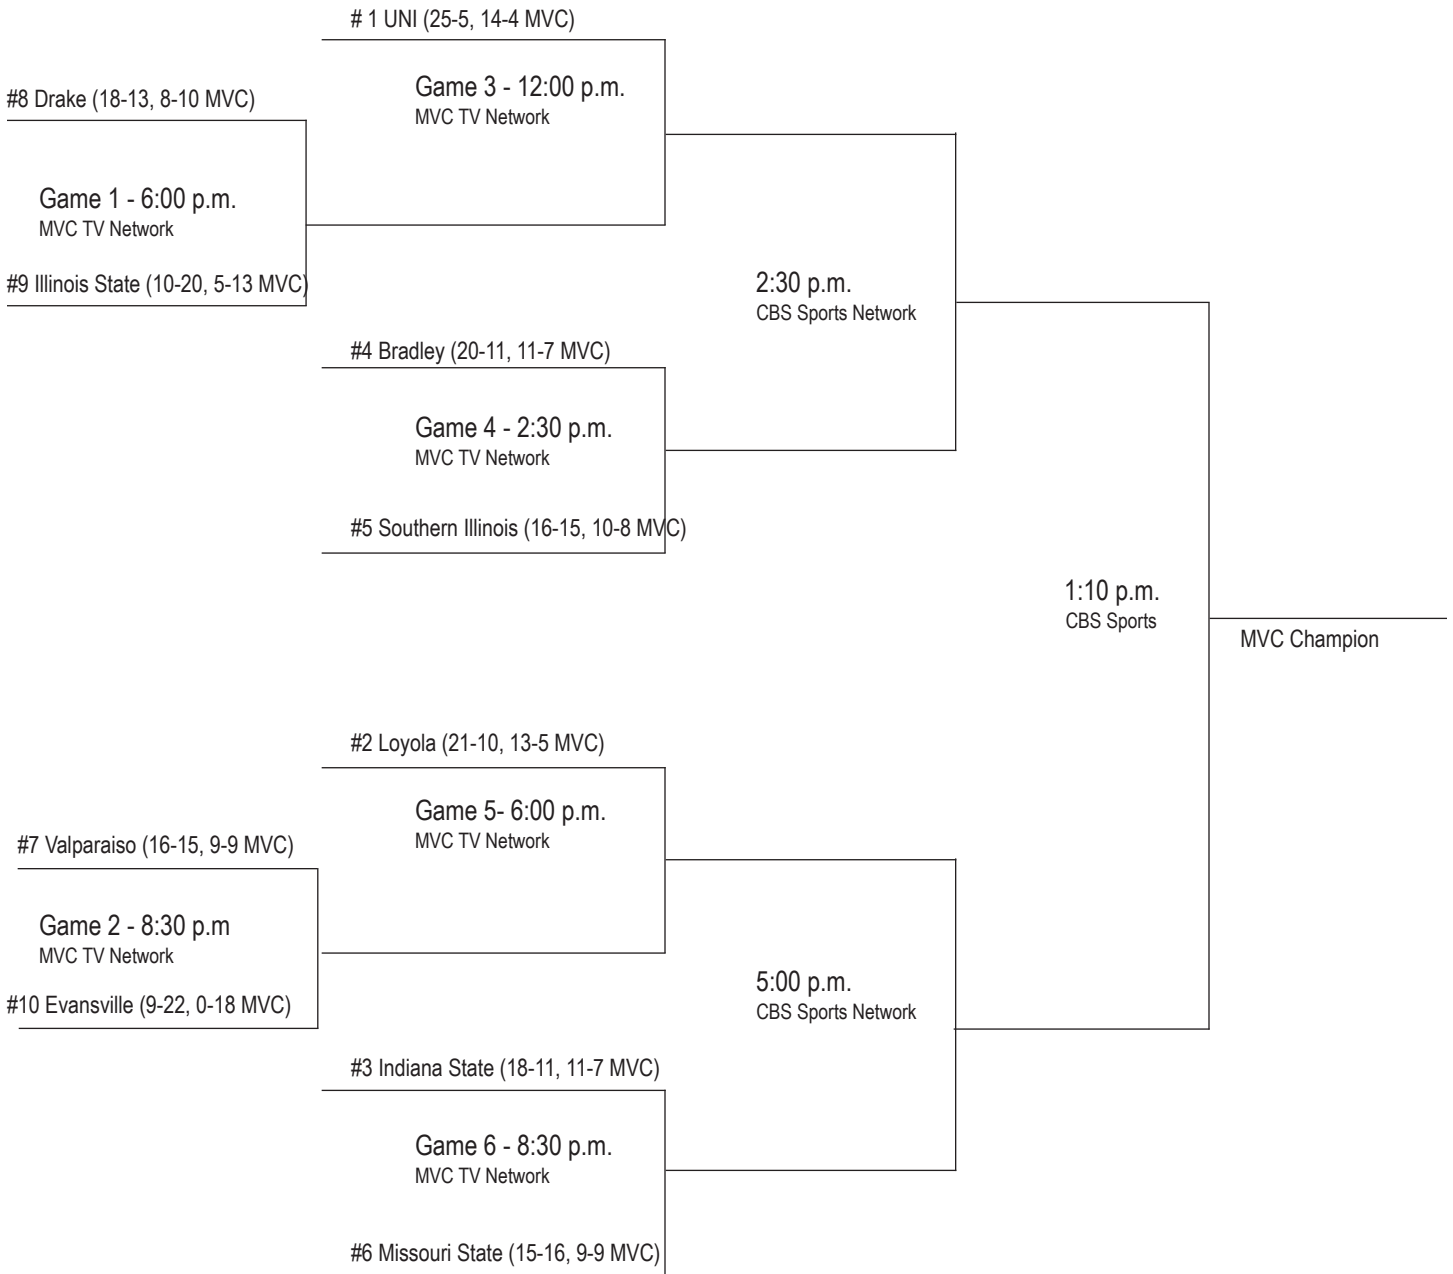 # 1 UNI (25-5, 14-4 MVC)
Game 3 - 12:00 p.m.
MVC TV Network
#8 Drake (18-13, 8-10 MVC)
Game 1 - 6:00 p.m.
MVC TV Network
#9 Illinois State (10-20, 5-13 MVC)
2:30 p.m.
CBS Sports Network
#4 Bradley (20-11, 11-7 MVC)
Game 4 - 2:30 p.m.
MVC TV Network
#5 Southern Illinois (16-15, 10-8 MVC)
1:10 p.m.
CBS Sports
MVC Champion
#2 Loyola (21-10, 13-5 MVC)
Game 5- 6:00 p.m.
MVC TV Network
#7 Valparaiso (16-15, 9-9 MVC)
Game 2 - 8:30 p.m
MVC TV Network
#10 Evansville (9-22, 0-18 MVC)
5:00 p.m.
CBS Sports Network
#3 Indiana State (18-11, 11-7 MVC)
Game 6 - 8:30 p.m.
MVC TV Network
#6 Missouri State (15-16, 9-9 MVC)